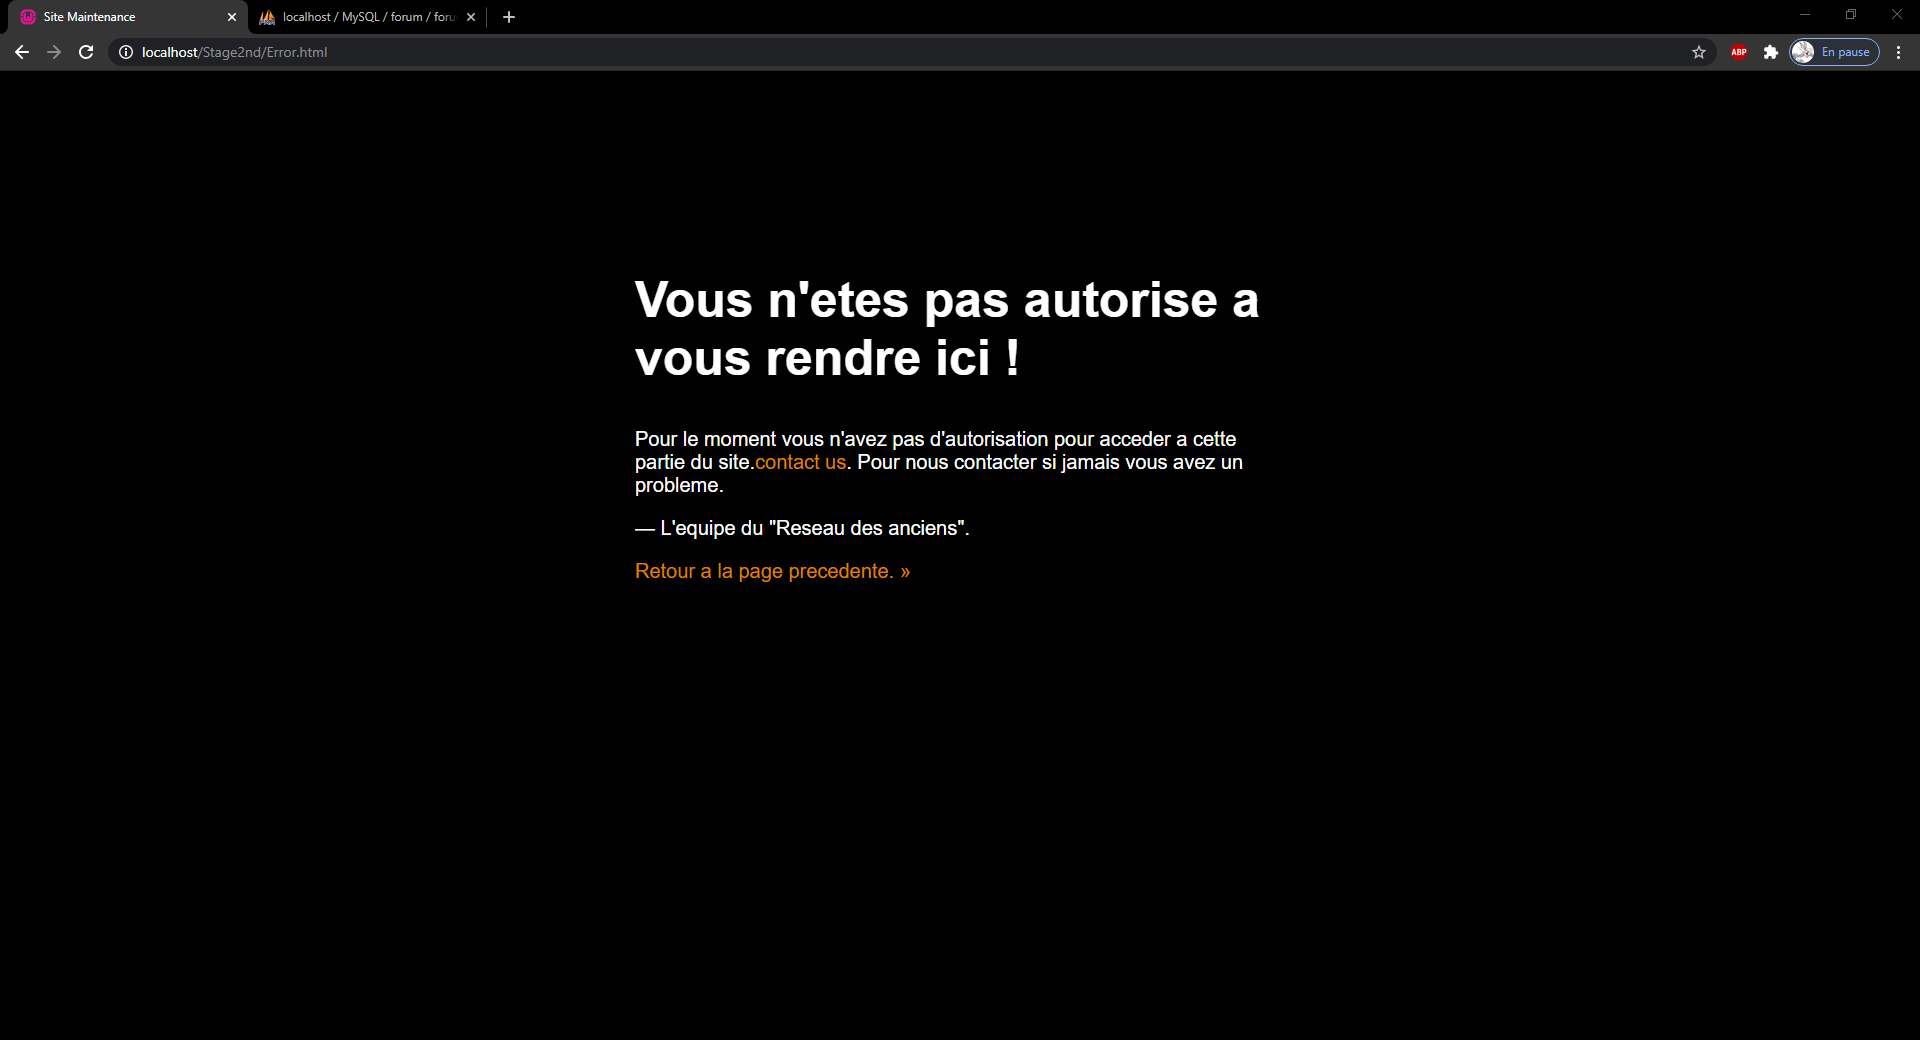 Site Maintenance
localhost / MySQL / forum / foru
localhost/Stage2nd/Error.html
ABP
En pause
Vous n'etes pas autorise a
vous rendre ici !
Pour le moment vous n'avez pas d'autorisation pour acceder a cette
partie du site.contact us. Pour nous contacter si jamais vous avez un
probleme.
— L'equipe du "Reseau des anciens".
Retour a la page precedente. »